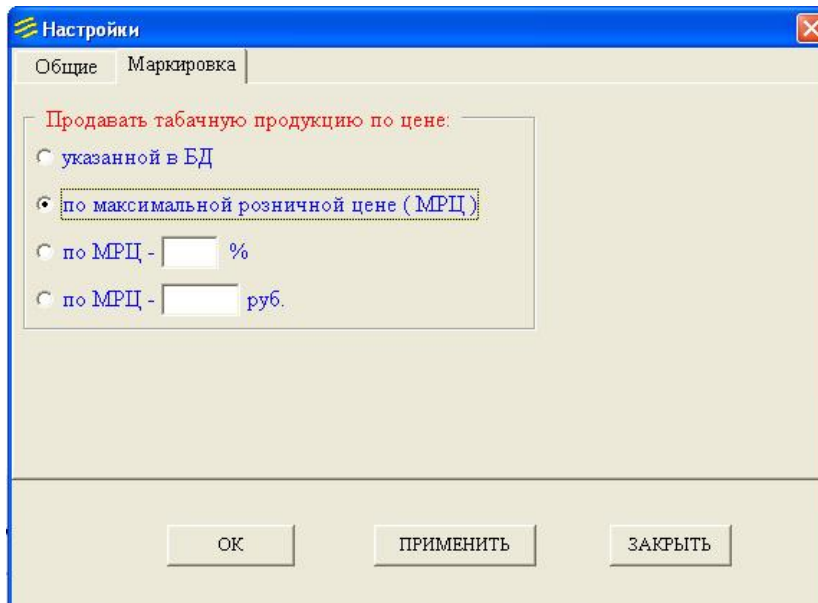 Настройки
Общие Маркировка
Продавать табачную продукцию по цене:
указанной в БД
по максимальной розничной цене ( МРЦ )
по МРЦ - %
по МРЦ - руб.
ОК ПРИМЕНИТЬ ЗАКРЫТЬ